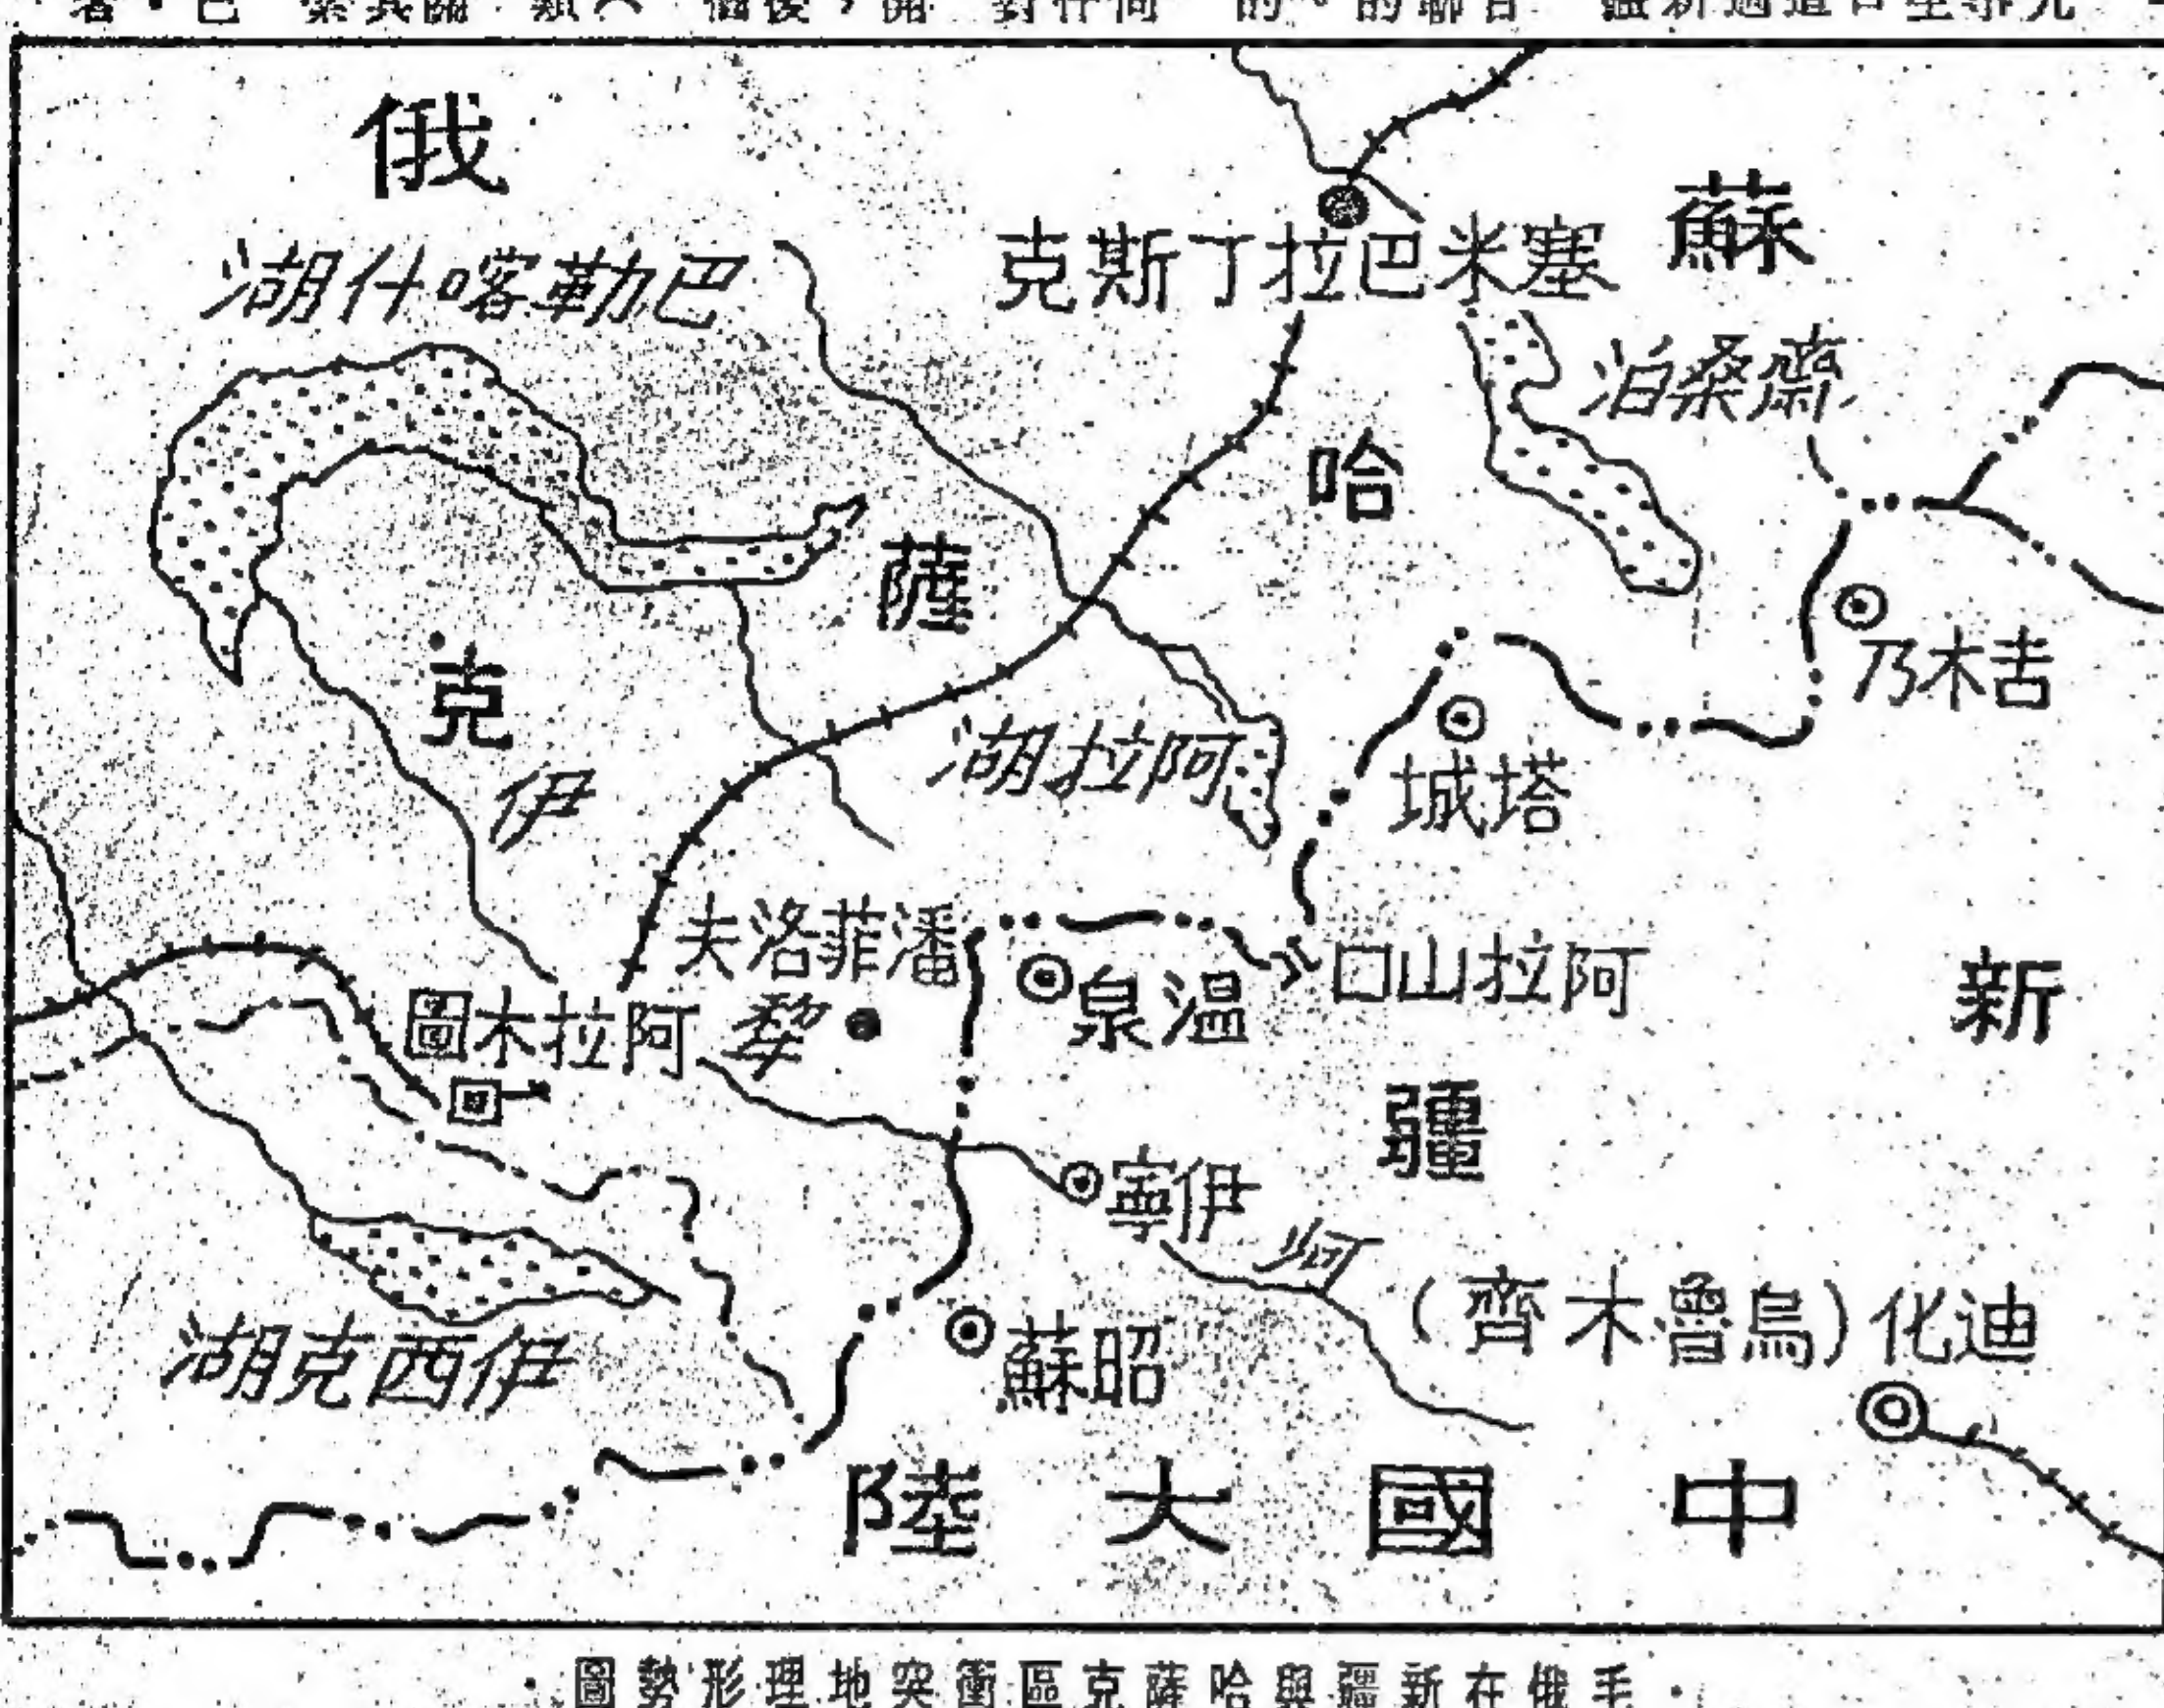 蘇俄
哈薩克
新疆
中國大陸
塞米巴拉丁斯克
巴勒喀什湖
齋桑泊
吉木乃
阿拉湖
塔城
阿拉山口
潘菲洛夫
溫泉
阿拉木圖
伊犂河
伊寧
昭蘇
伊西克湖
迪化(烏魯木齊)
毛俄在新疆與哈薩克區衝突地理形勢圖